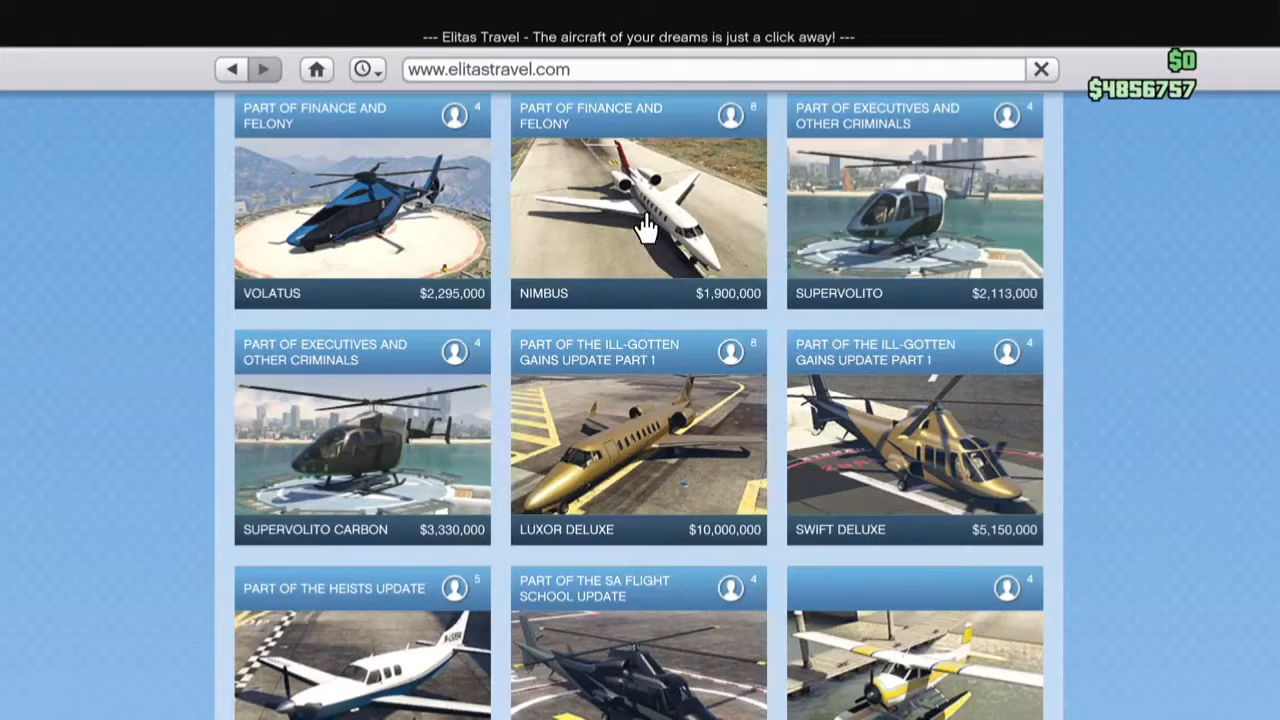 --- Elitas Travel - The aircraft of your dreams is just a click away! ---
www.elitastravel.com
$0
$4856757
PART OF FINANCE AND
FELONY
4
PART OF FINANCE AND
FELONY
8
PART OF EXECUTIVES AND
OTHER CRIMINALS
4
VOLATUS $2,295,000
NIMBUS $1,900,000
SUPERVOLITO $2,113,000
PART OF EXECUTIVES AND
OTHER CRIMINALS
4
PART OF THE ILL-GOTTEN
GAINS UPDATE PART 1
8
PART OF THE ILL-GOTTEN
GAINS UPDATE PART 1
4
SUPERVOLITO CARBON $3,330,000
LUXOR DELUXE $10,000,000
SWIFT DELUXE $5,150,000
PART OF THE HEISTS UPDATE
5
PART OF THE SA FLIGHT
SCHOOL UPDATE
4
4